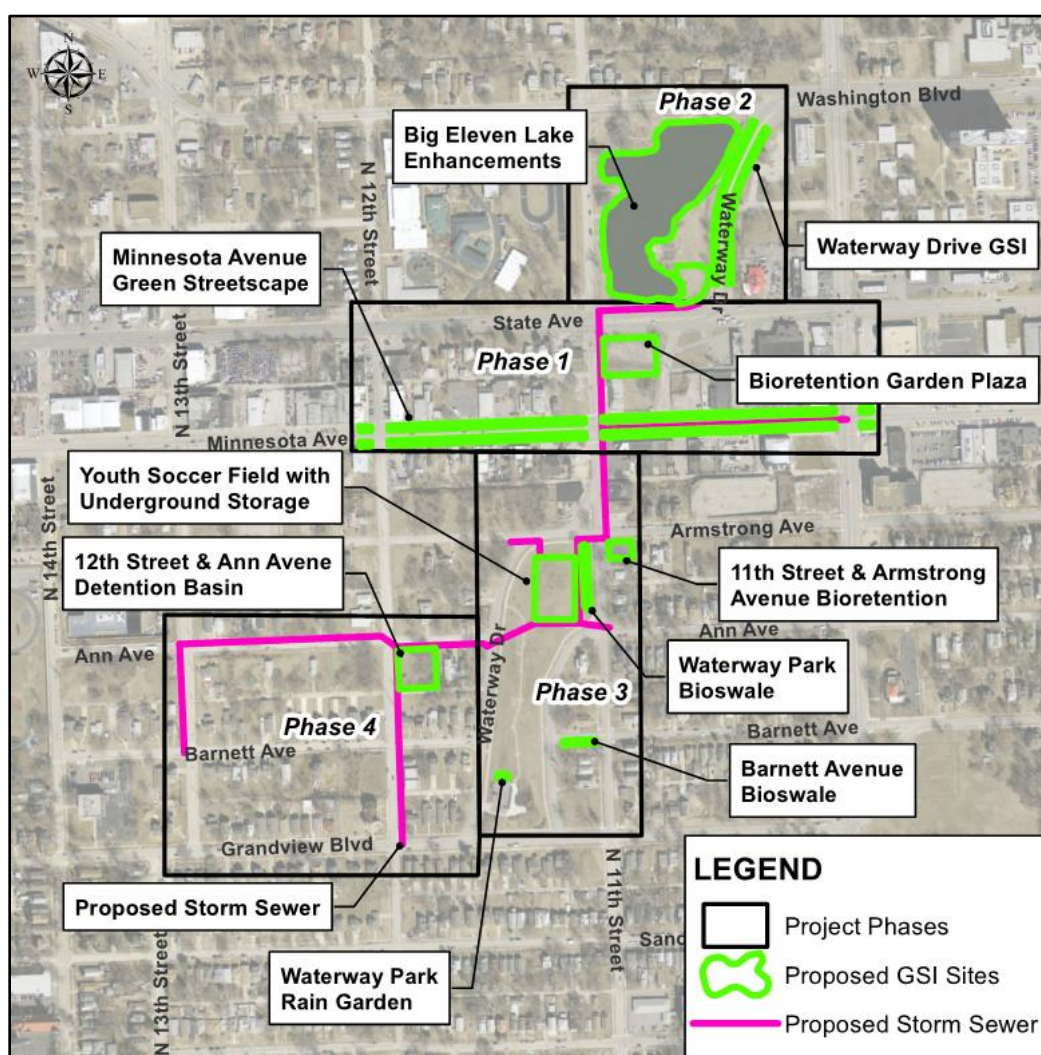 N
W E
S
Phase 2
Washington Blvd
Big Eleven Lake
Enhancements
N 12th Street
Waterway Dr
Waterway Drive GSI
Minnesota Avenue
Green Streetscape
State Ave
Phase 1
N 13th Street
Bioretention Garden Plaza
Minnesota Ave
Youth Soccer Field with
Underground Storage
N 14th Street
Armstrong Ave
12th Street & Ann Avene
Detention Basin
11th Street & Armstrong
Avenue Bioretention
Ann Ave
Ann Ave
Waterway Dr
Waterway Park
Bioswale
Phase 3
Phase 4
Barnett Ave
Barnett Ave
Barnett Avenue
Bioswale
Grandview Blvd
N 11th Street
Proposed Storm Sewer
Waterway Park
Rain Garden
N 13th Street
Sand
LEGEND
Project Phases
Proposed GSI Sites
Proposed Storm Sewer